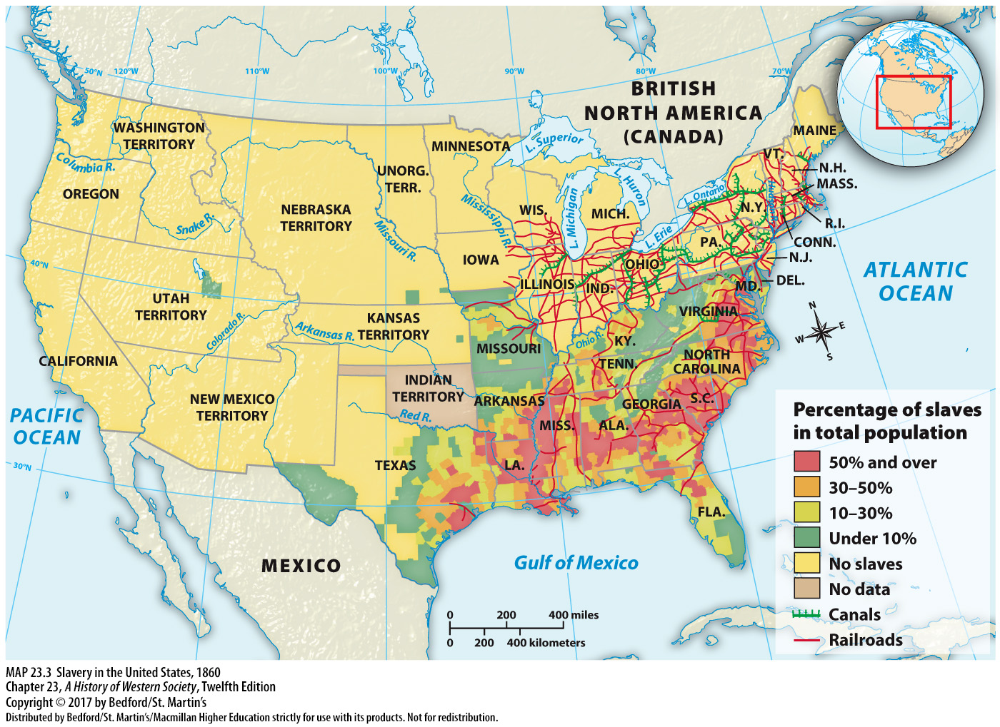 50°N
120°W
110°W
100°W
90°W
80°W
70°W
BRITISH
NORTH AMERICA
(CANADA)
WASHINGTON
TERRITORY
Columbia R.
OREGON
Snake R.
MINNESOTA
UNORG.
TERR.
NEBRASKA
TERRITORY
Missouri R.
Mississippi R.
L. Superior
L. Michigan
L. Huron
L. Erie
L. Ontario
WIS.
MICH.
IOWA
ILLINOIS
IND.
OHIO
PA.
N.Y.
VT.
MAINE
N.H.
MASS.
R.I.
CONN.
N.J.
DEL.
MD.
ATLANTIC
OCEAN
N
E
S
W
40°N
UTAH
TERRITORY
Colorado R.
KANSAS
TERRITORY
Arkansas R.
MISSOURI
Ohio R.
KY.
VIRGINIA
TENN.
NORTH
CAROLINA
CALIFORNIA
NEW MEXICO
TERRITORY
INDIAN
TERRITORY
Red R.
ARKANSAS
MISS.
ALA.
GEORGIA
S.C.
PACIFIC
OCEAN
30°N
TEXAS
LA.
FLA.
MEXICO
Gulf of Mexico
0 200 400 miles
0 200 400 kilometers
Percentage of slaves
in total population
50% and over
30–50%
10–30%
Under 10%
No slaves
No data
Canals
Railroads
MAP 23.3 Slavery in the United States, 1860
Chapter 23, A History of Western Society, Twelfth Edition
Copyright © 2017 by Bedford/St. Martin's
Distributed by Bedford/St. Martin's/Macmillan Higher Education strictly for use with its products. Not for redistribution.